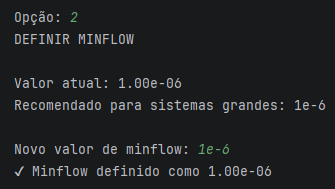 Opção: 2
DEFINIR MINFLOW
Valor atual: 1.00e-06
Recomendado para sistemas grandes: 1e-6
Novo valor de minflow: 1e-6
✓ Minflow definido como 1.00e-06